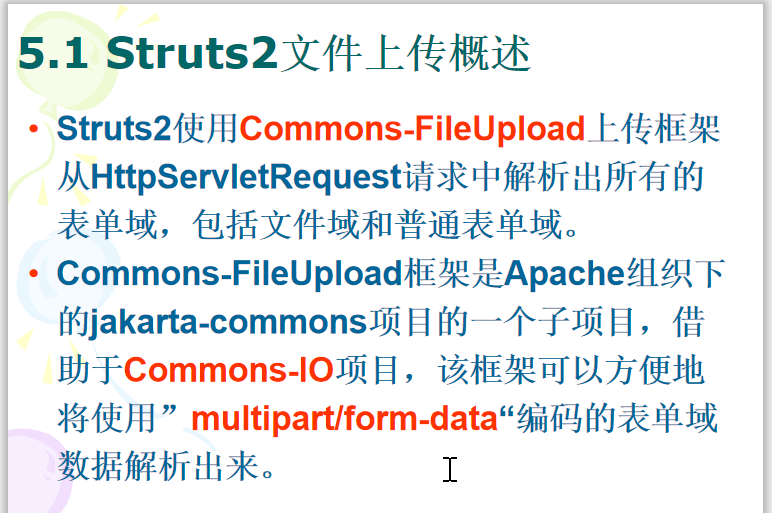 5.1 Struts2文件上传概述
• Struts2使用Commons-FileUpload上传框架
从HttpServletRequest请求中解析出所有的
表单域，包括文件域和普通表单域。
• Commons-FileUpload框架是Apache组织下
的jakarta-commons项目的一个子项目，借
助于Commons-IO项目，该框架可以方便地
将使用”multipart/form-data“编码的表单域
数据解析出来。